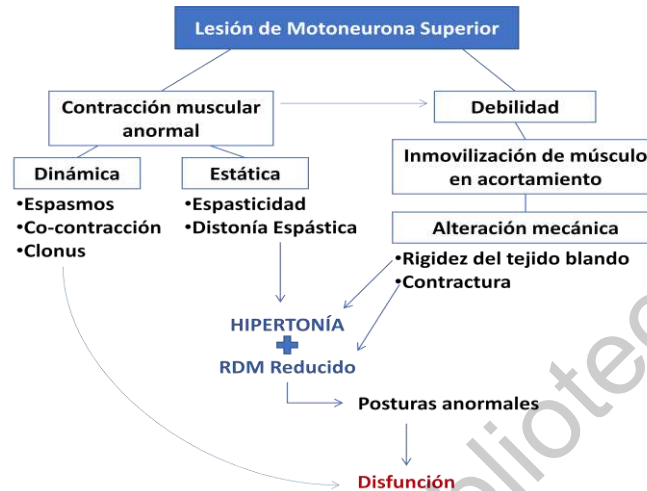 Lesión de Motoneurona Superior
Contracción muscular
anormal
Debilidad
Dinámica
Estática
•Espasmos
•Co-contracción
•Clonus
•Espasticidad
•Distonía Espástica
Inmovilización de músculo
en acortamiento
Alteración mecánica
•Rigidez del tejido blando
•Contractura
HIPERTONÍA
RDM Reducido
Posturas anormales
Disfunción